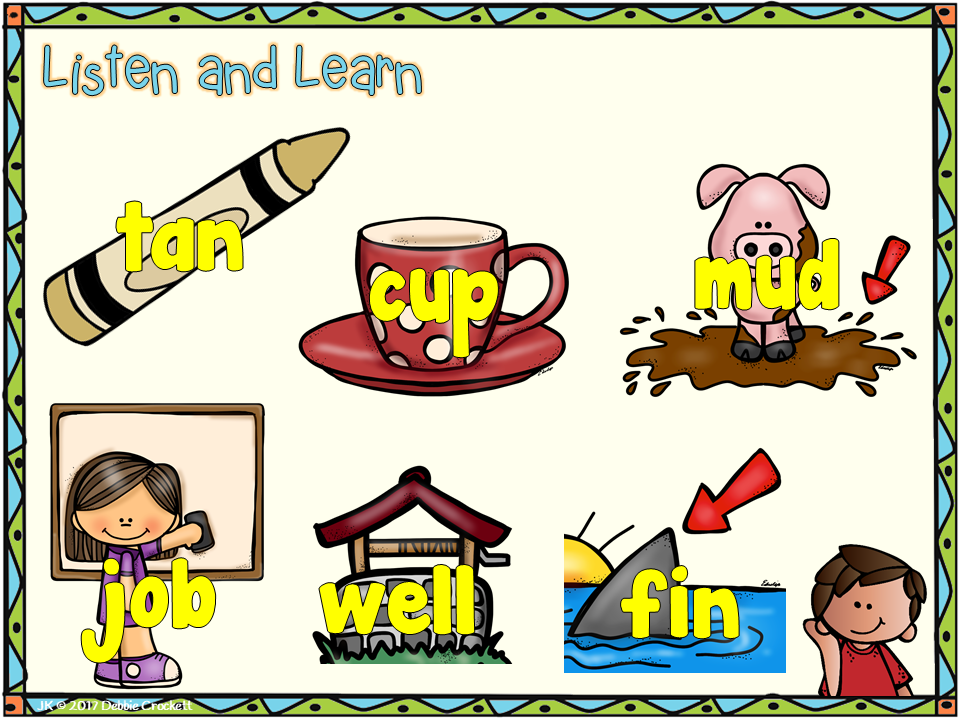 Listen and Learn
tan
cup
mud
job
well
fin
JK © 2017 Debbie Crockett